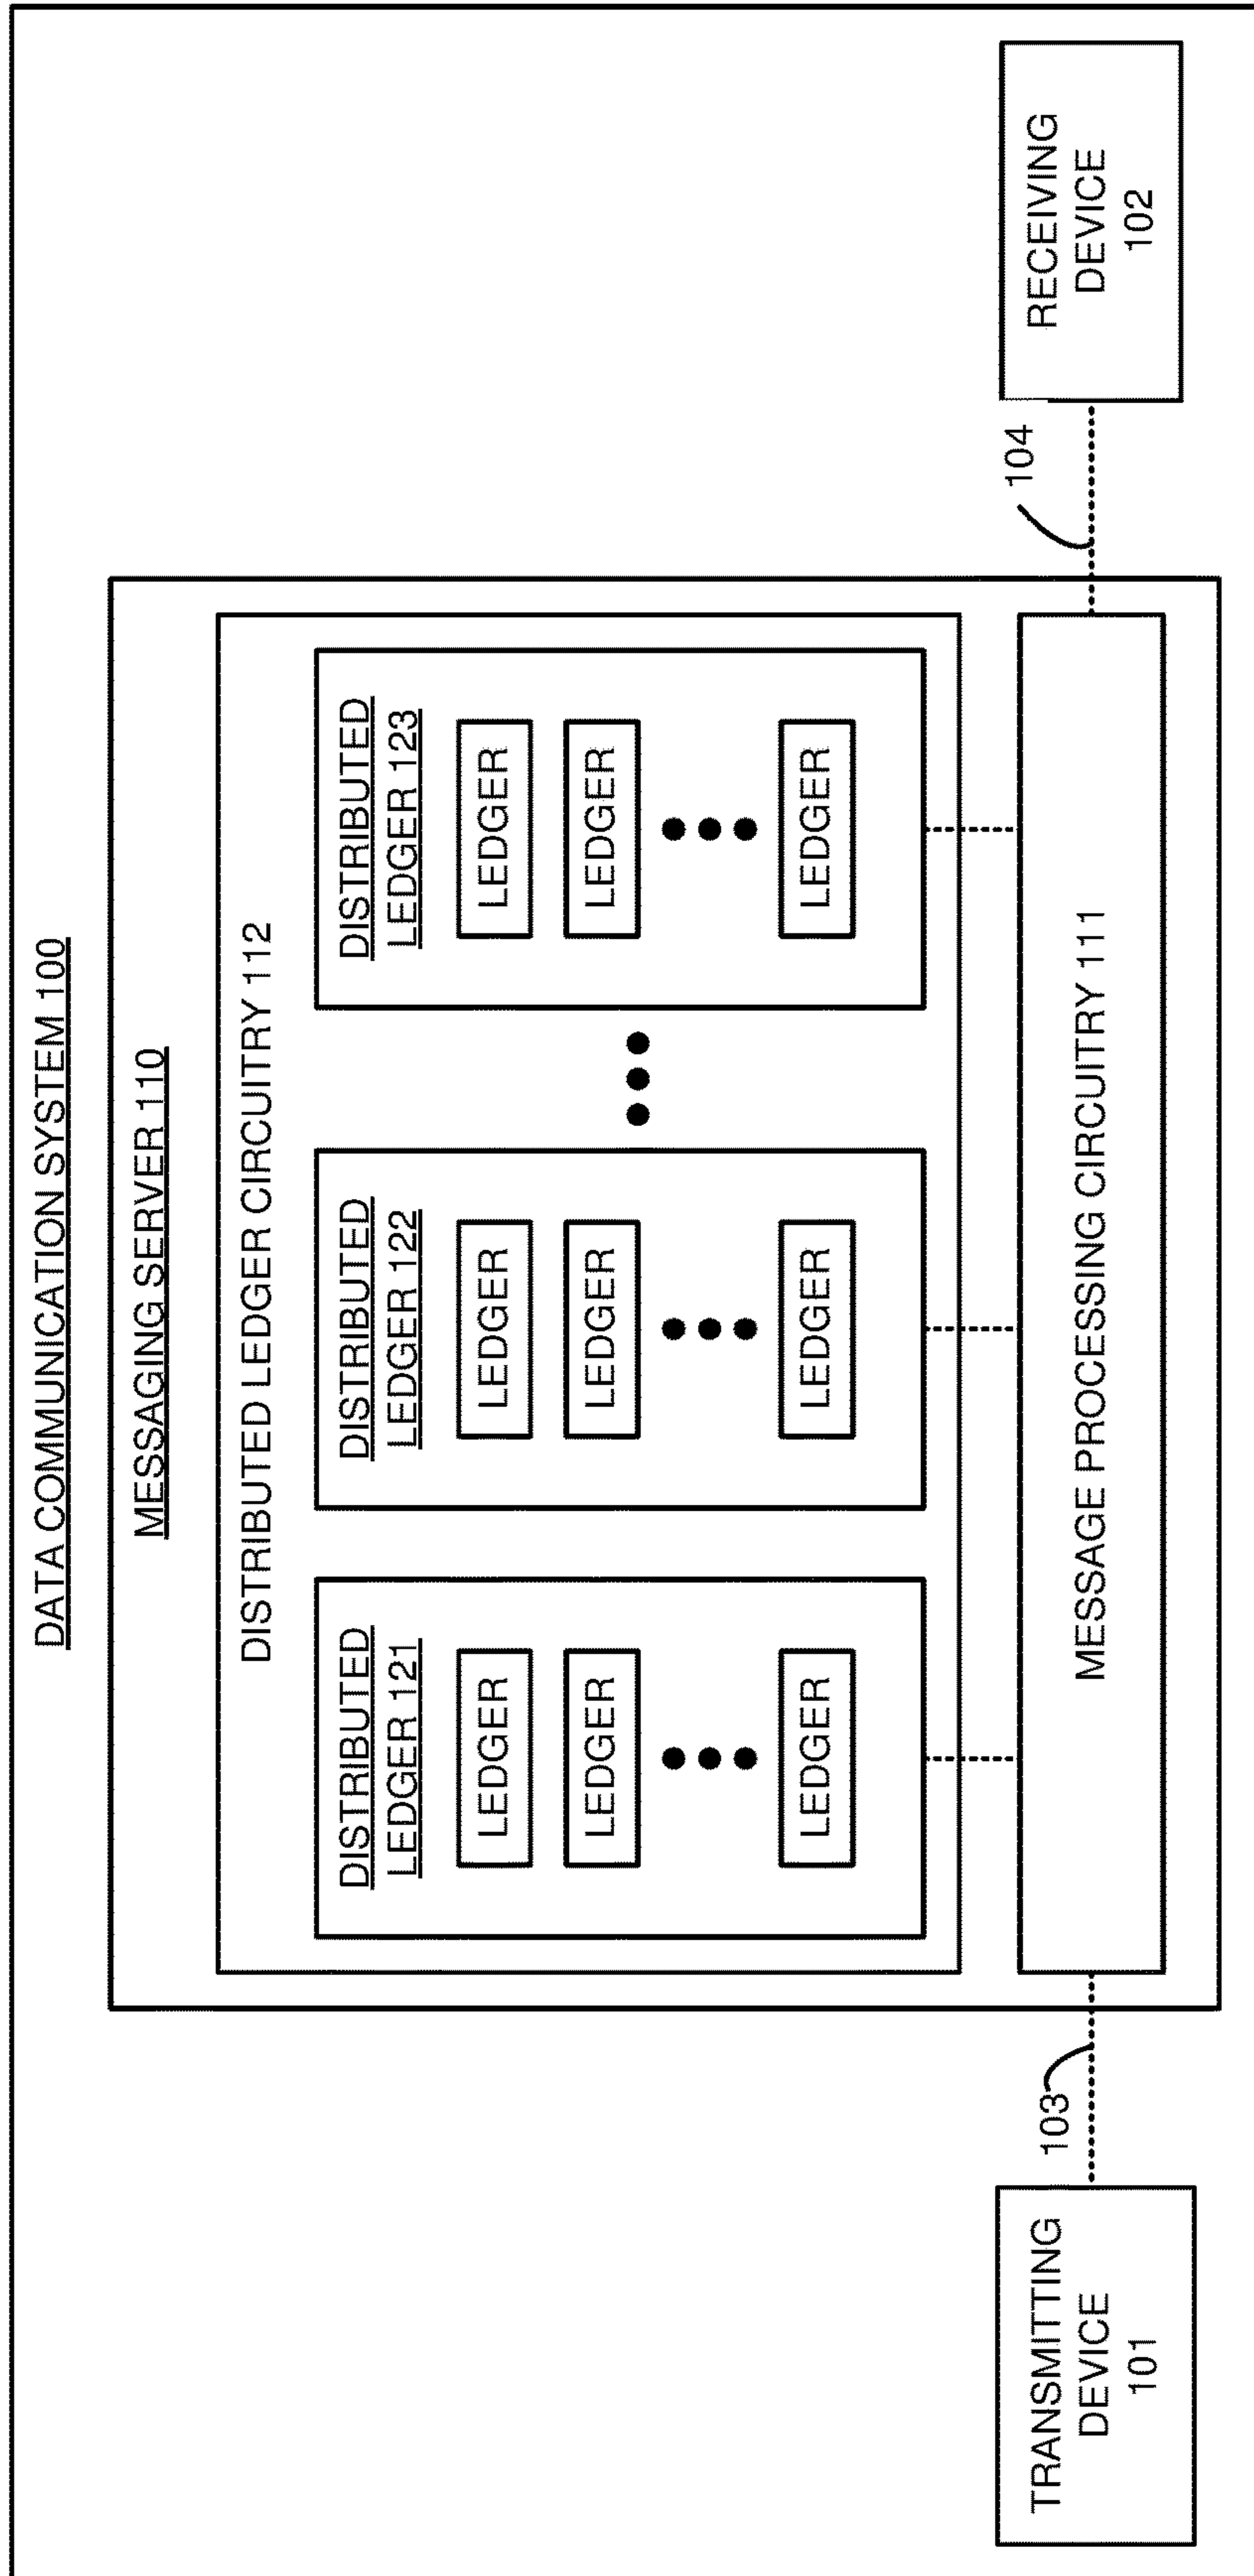 DATA COMMUNICATION SYSTEM 100
MESSAGING SERVER 110
DISTRIBUTED LEDGER CIRCUITRY 112
DISTRIBUTED
LEDGER 121
LEDGER
LEDGER
LEDGER
DISTRIBUTED
LEDGER 122
LEDGER
LEDGER
LEDGER
DISTRIBUTED
LEDGER 123
LEDGER
LEDGER
LEDGER
TRANSMITTING
DEVICE
101
103
MESSAGE PROCESSING CIRCUITRY 111
104
RECEIVING
DEVICE
102